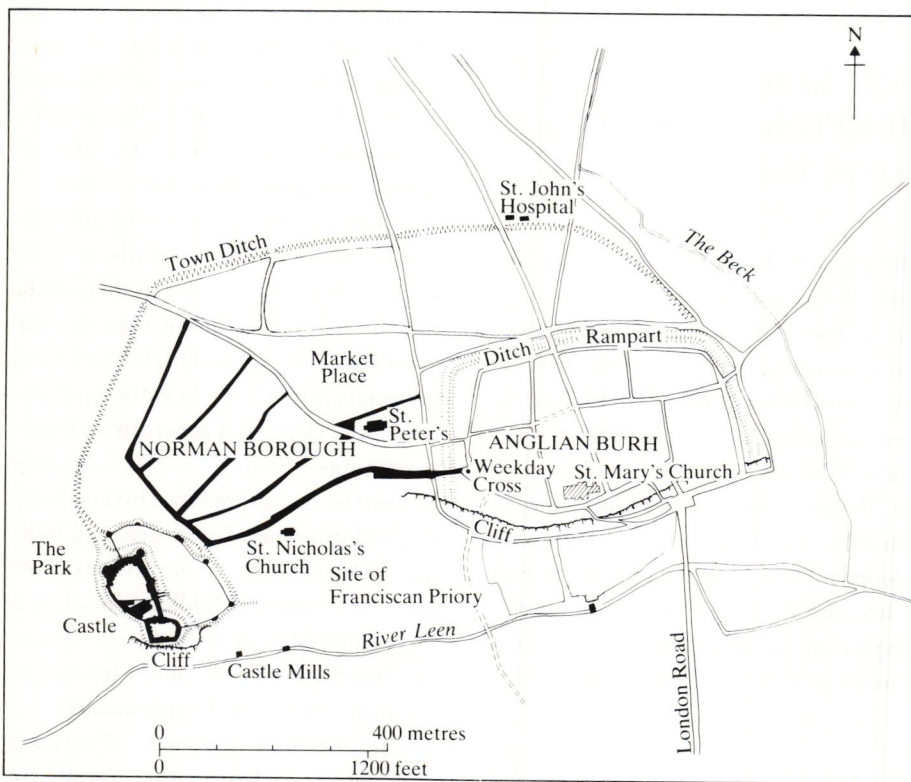 N
St. John's
Hospital
The Beck
Town Ditch
Market
Place
Ditch
Rampart
St.
Peter's
NORMAN BOROUGH
ANGLIAN BURH
Weekday
Cross
St. Mary's Church
Cliff
The
Park
St. Nicholas's
Church
Site of
Franciscan Priory
Castle
River Leen
Cliff
Castle Mills
London Road
0
400 metres
0
1200 feet